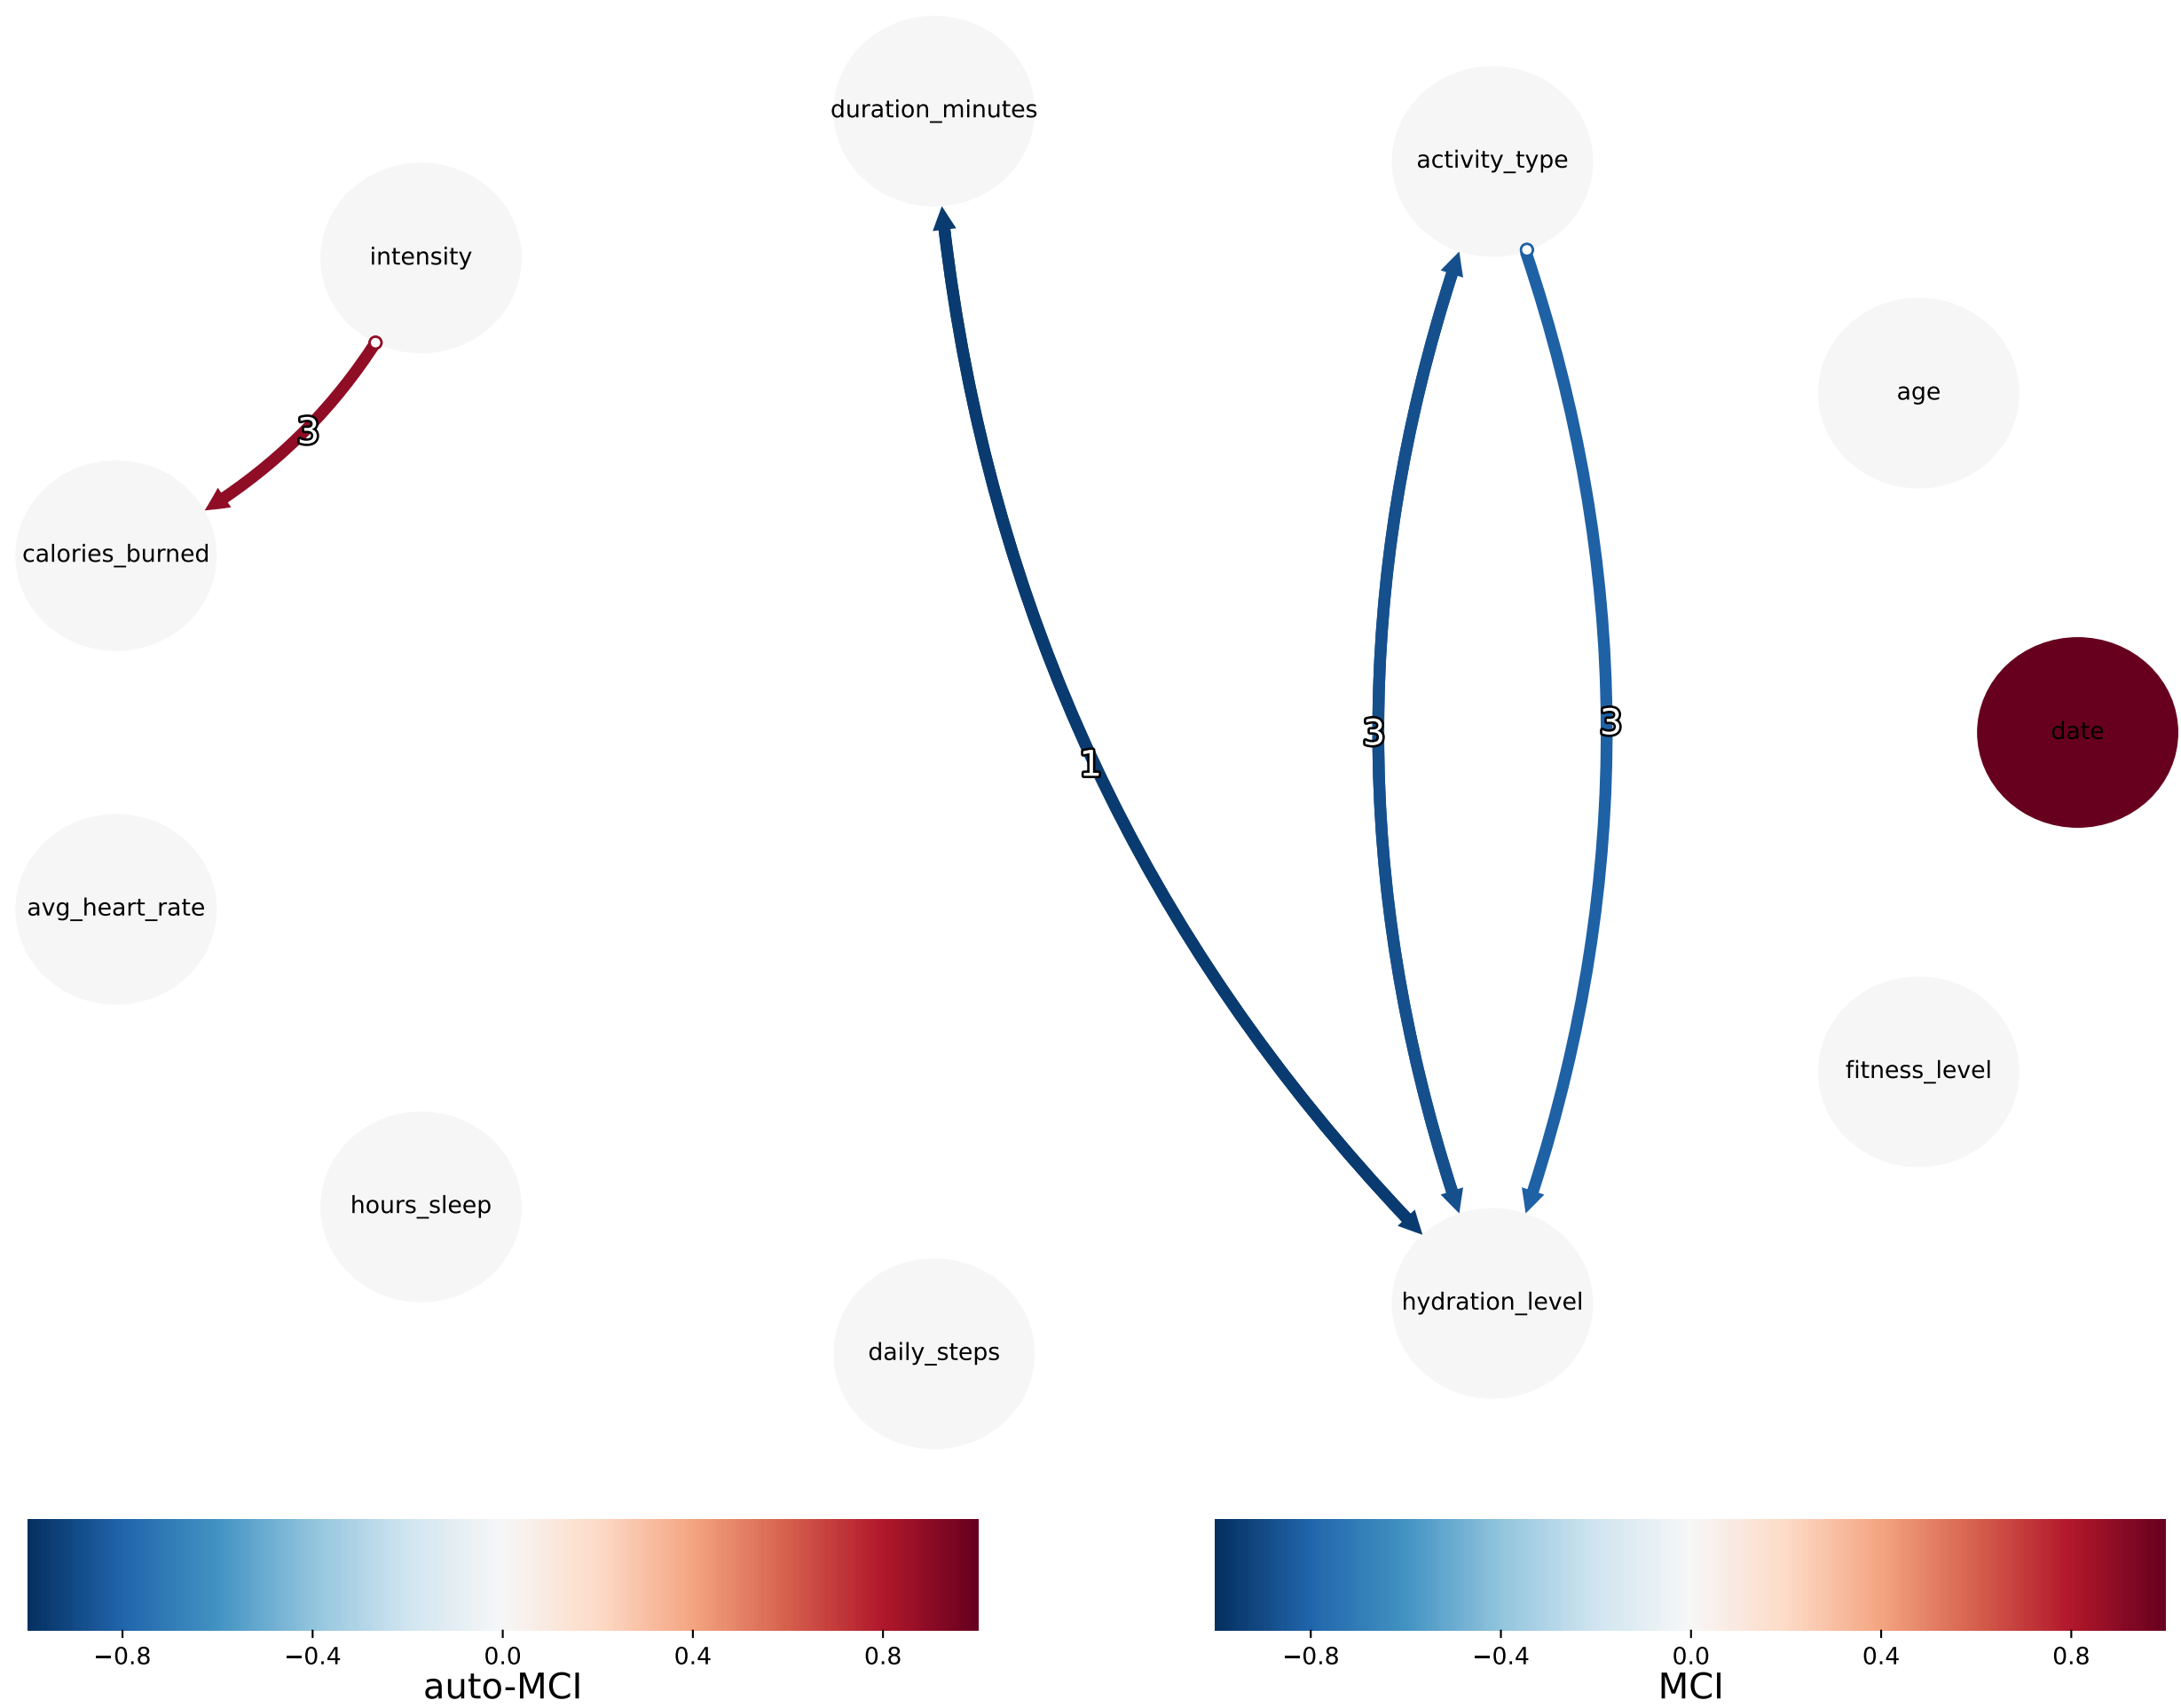 duration_minutes
activity_type
intensity
age
3
calories_burned
3
3
date
1
avg_heart_rate
fitness_level
hours_sleep
hydration_level
daily_steps
−0.8 −0.4 0.0 0.4 0.8
auto-MCI
−0.8 −0.4 0.0 0.4 0.8
MCI